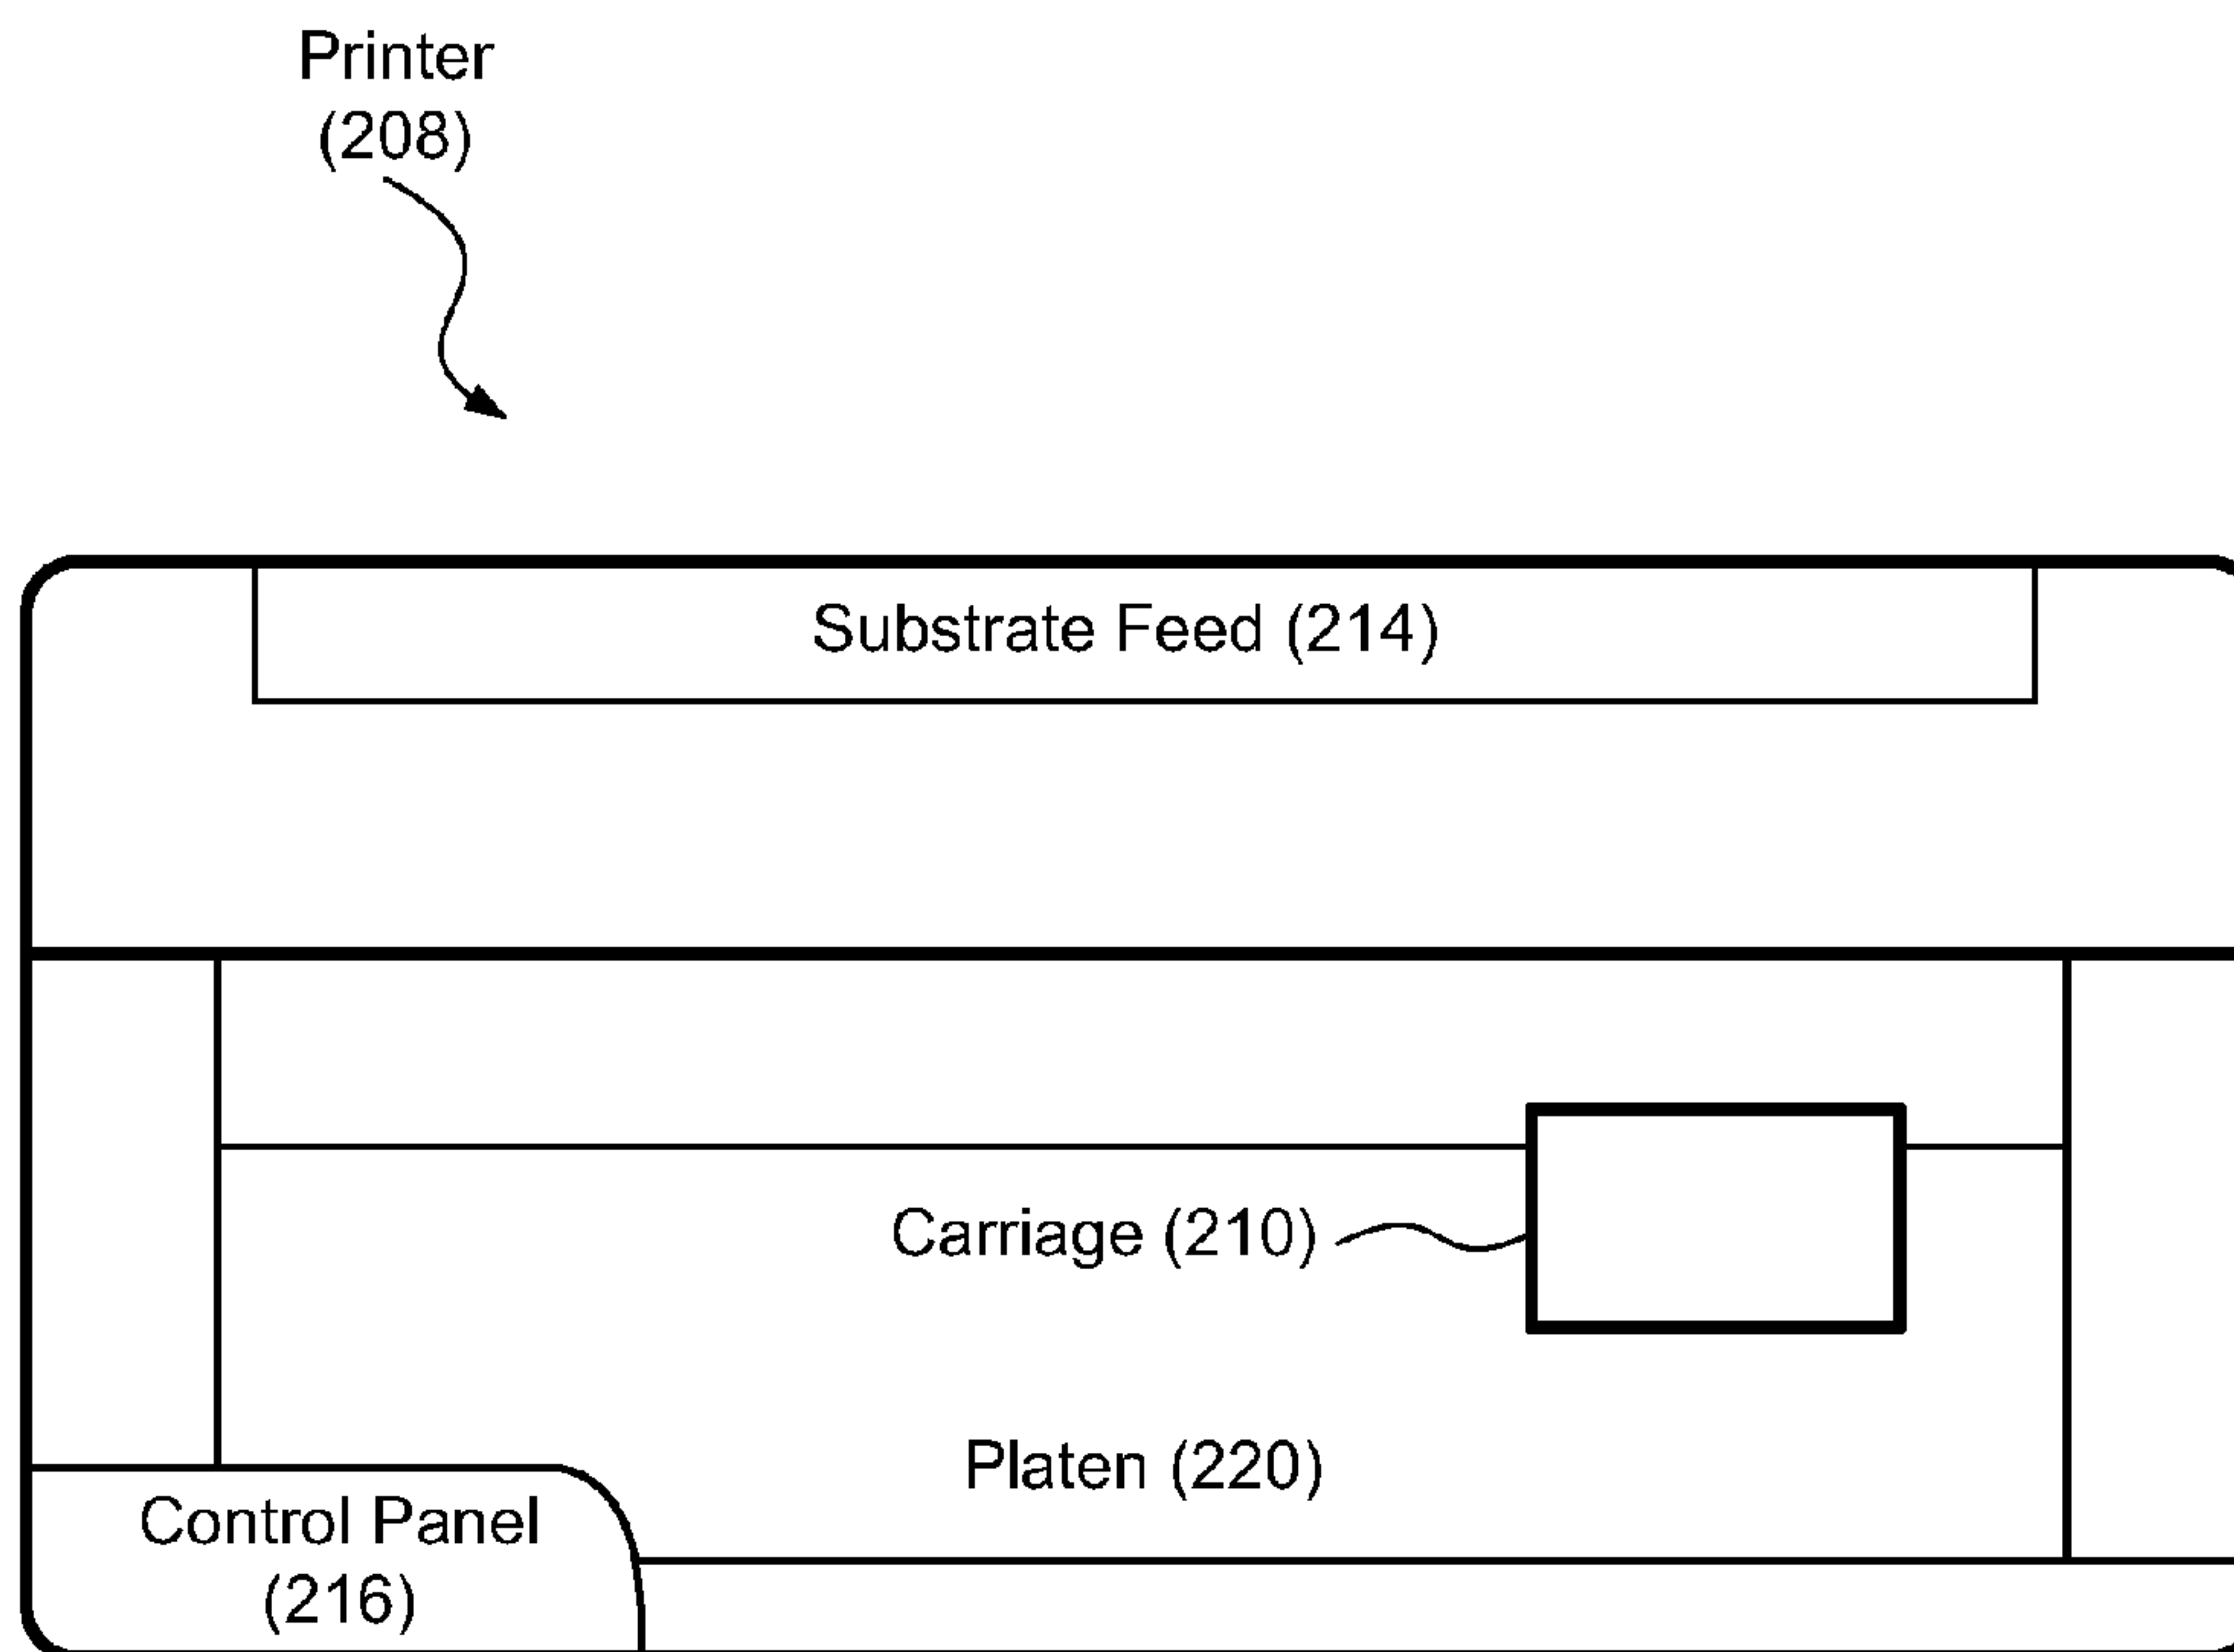 Printer
(208)
Substrate Feed (214)
Carriage (210)
Platen (220)
Control Panel
(216)